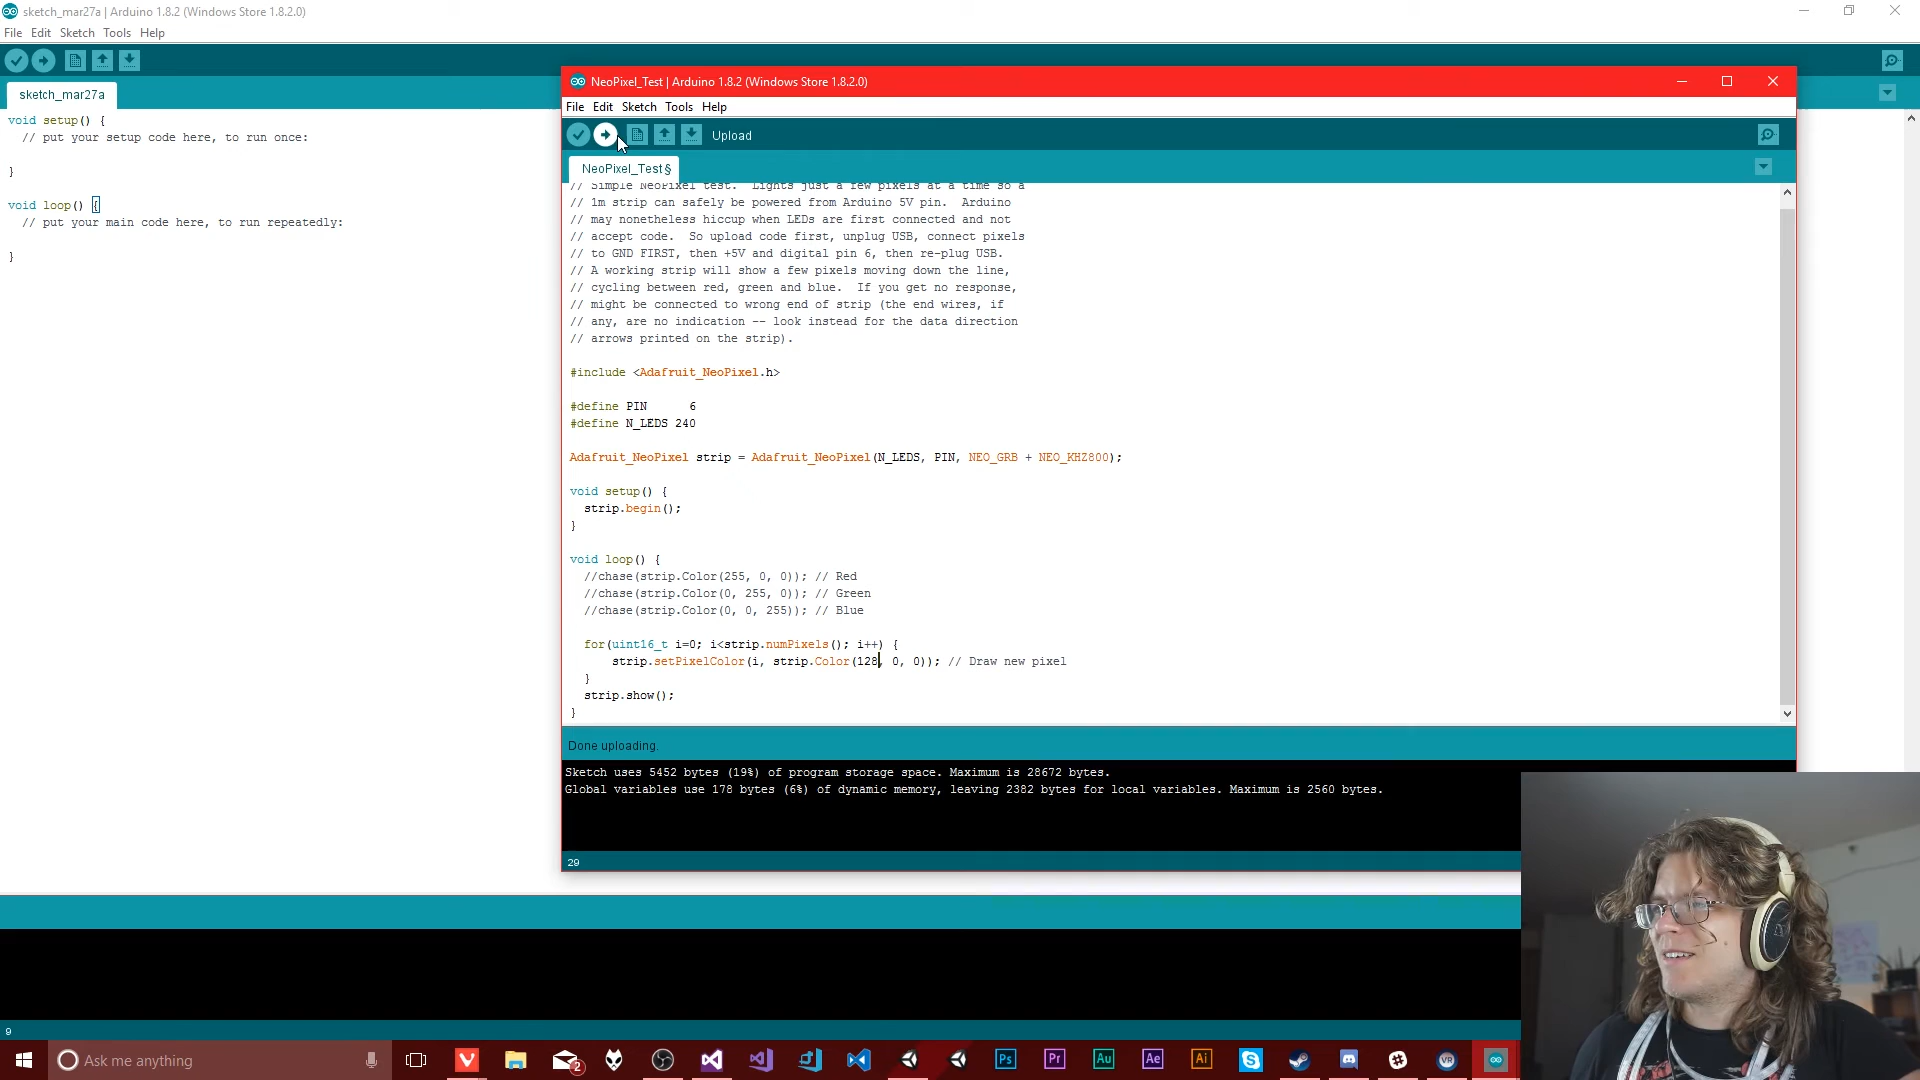 sketch_mar27a | Arduino 1.8.2 (Windows Store 1.8.2.0)
File Edit Sketch Tools Help
sketch_mar27a
void setup() {
// put your setup code here, to run once:
}
void loop() {
// put your main code here, to run repeatedly:
}
NeoPixel_Test | Arduino 1.8.2 (Windows Store 1.8.2.0)
File Edit Sketch Tools Help
Upload
NeoPixel_Test §
// Simple NeoPixel test. Lights just a few pixels at a time so a
// 1m strip can safely be powered from Arduino 5V pin. Arduino
// may nonetheless hiccup when LEDs are first connected and not
// accept code. So upload code first, unplug USB, connect pixels
// to GND FIRST, then +5V and digital pin 6, then re-plug USB.
// A working strip will show a few pixels moving down the line,
// cycling between red, green and blue. If you get no response,
// might be connected to wrong end of strip (the end wires, if
// any, are no indication -- look instead for the data direction
// arrows printed on the strip).
#include <Adafruit_NeoPixel.h>
#define PIN 6
#define N_LEDS 240
Adafruit_NeoPixel strip = Adafruit_NeoPixel(N_LEDS, PIN, NEO_GRB + NEO_KHZ800);
void setup() {
strip.begin();
}
void loop() {
//chase(strip.Color(255, 0, 0)); // Red
//chase(strip.Color(0, 255, 0)); // Green
//chase(strip.Color(0, 0, 255)); // Blue
for(uint16_t i=0; i<strip.numPixels(); i++) {
strip.setPixelColor(i, strip.Color(128, 0, 0)); // Draw new pixel
}
strip.show();
}
Done uploading.
Sketch uses 5452 bytes (19%) of program storage space. Maximum is 28672 bytes.
Global variables use 178 bytes (6%) of dynamic memory, leaving 2382 bytes for local variables. Maximum is 2560 bytes.
29
9
Ask me anything
2
Ps
Pr
Au
Ae
Ai
VR